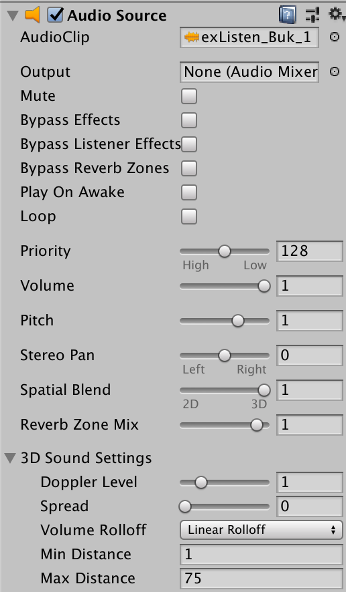 Audio Source
AudioClip exListen_Buk_1
Output None (Audio Mixer
Mute
Bypass Effects
Bypass Listener Effects
Bypass Reverb Zones
Play On Awake
Loop
Priority 128
High Low
Volume 1
Pitch 1
Stereo Pan 0
Left Right
Spatial Blend 1
2D 3D
Reverb Zone Mix 1
3D Sound Settings
Doppler Level 1
Spread 0
Volume Rolloff Linear Rolloff
Min Distance 1
Max Distance 75